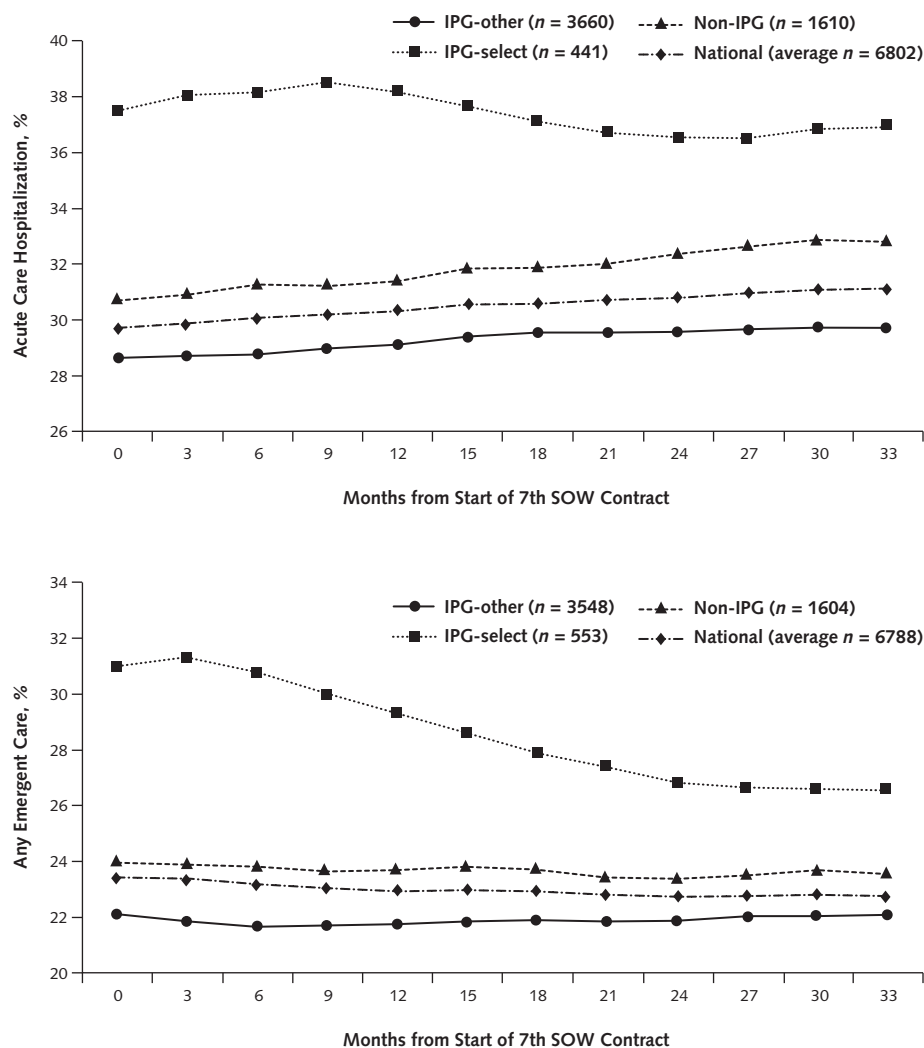 IPG-other (n = 3660) Non-IPG (n = 1610)
IPG-select (n = 441) National (average n = 6802)
Acute Care Hospitalization, %
40
38
36
34
32
30
28
26
0 3 6 9 12 15 18 21 24 27 30 33
Months from Start of 7th SOW Contract
IPG-other (n = 3548) Non-IPG (n = 1604)
IPG-select (n = 553) National (average n = 6788)
Any Emergent Care, %
34
32
30
28
26
24
22
20
0 3 6 9 12 15 18 21 24 27 30 33
Months from Start of 7th SOW Contract